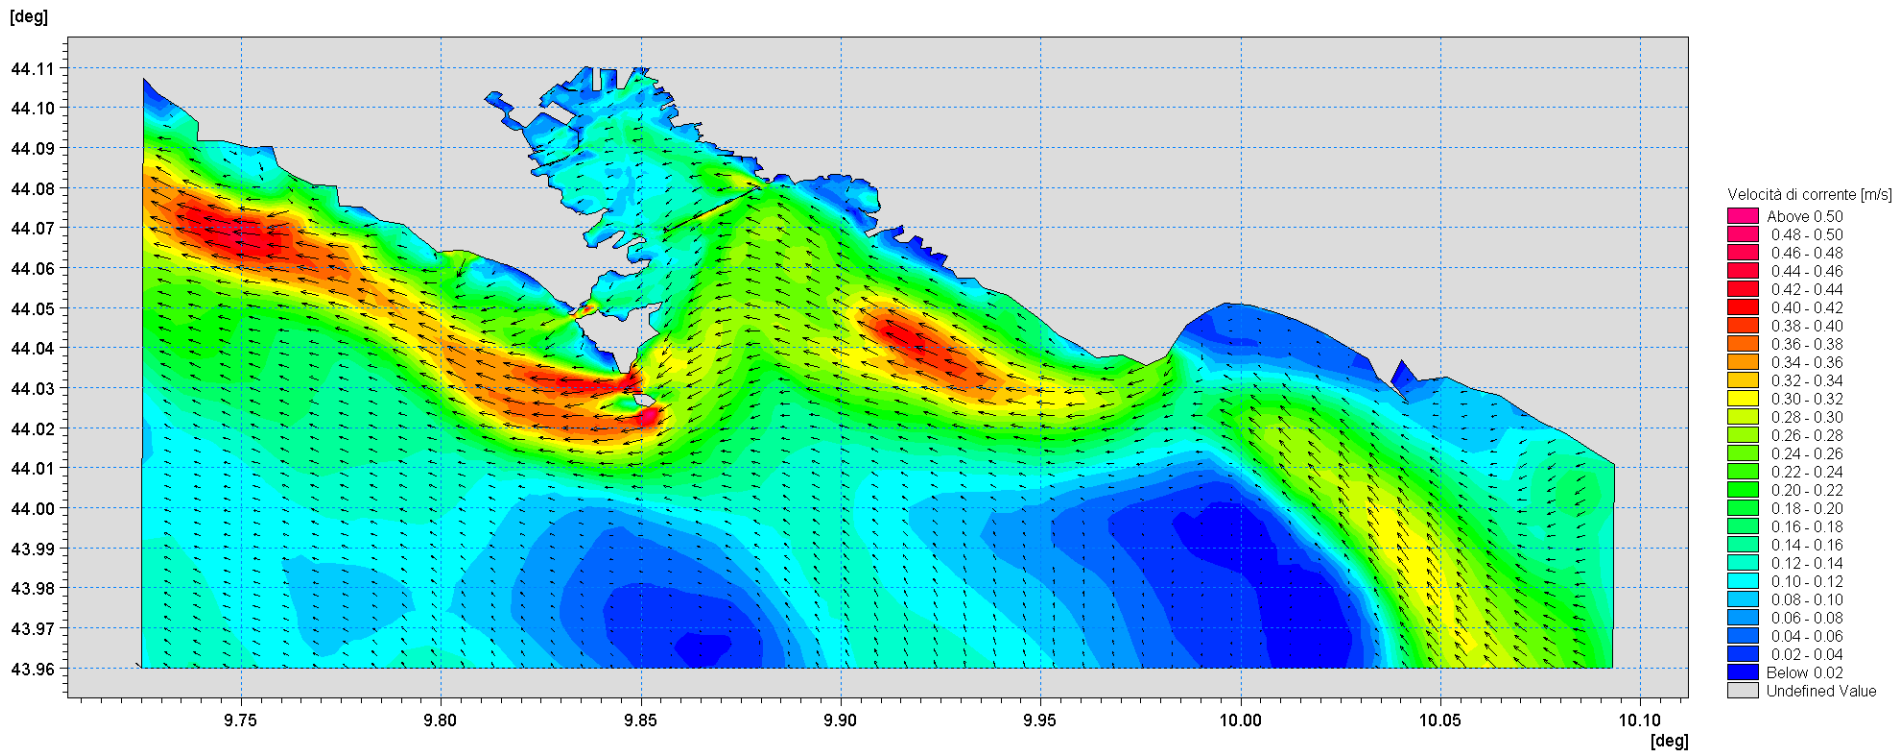 [deg]
44.11
44.10
44.09
44.08
44.07
44.06
44.05
44.04
44.03
44.02
44.01
44.00
43.99
43.98
43.97
43.96
9.75 9.80 9.85 9.90 9.95 10.00 10.05 10.10
[deg]
Velocità di corrente [m/s]
Above 0.50
0.48 - 0.50
0.46 - 0.48
0.44 - 0.46
0.42 - 0.44
0.40 - 0.42
0.38 - 0.40
0.36 - 0.38
0.34 - 0.36
0.32 - 0.34
0.30 - 0.32
0.28 - 0.30
0.26 - 0.28
0.24 - 0.26
0.22 - 0.24
0.20 - 0.22
0.18 - 0.20
0.16 - 0.18
0.14 - 0.16
0.12 - 0.14
0.10 - 0.12
0.08 - 0.10
0.06 - 0.08
0.04 - 0.06
0.02 - 0.04
Below 0.02
Undefined Value